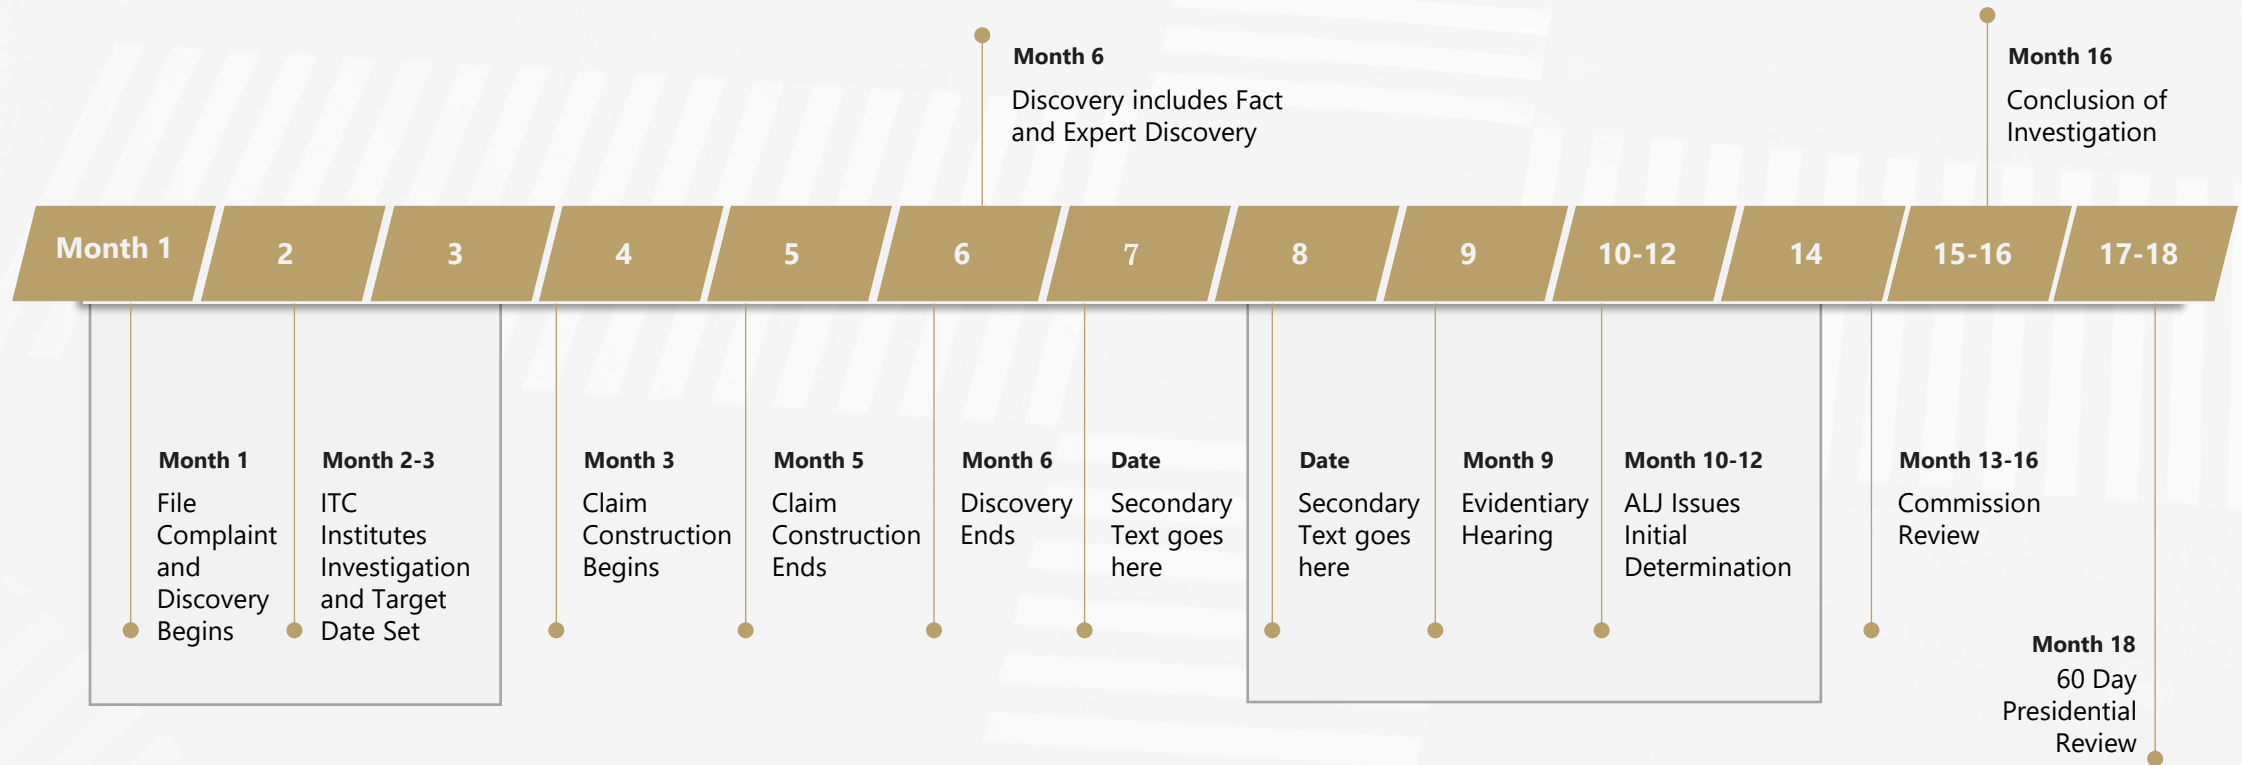 Month 6
Discovery includes Fact
and Expert Discovery
Month 16
Conclusion of
Investigation
Month 1
2
3
4
5
6
7
8
9
10-12
14
15-16
17-18
Month 1
File
Complaint
and
Discovery
Begins
Month 2-3
ITC
Institutes
Investigation
and Target
Date Set
Month 3
Claim
Construction
Begins
Month 5
Claim
Construction
Ends
Month 6
Discovery
Ends
Date
Secondary
Text goes
here
Date
Secondary
Text goes
here
Month 9
Evidentiary
Hearing
Month 10-12
ALJ Issues
Initial
Determination
Month 13-16
Commission
Review
Month 18
60 Day
Presidential
Review